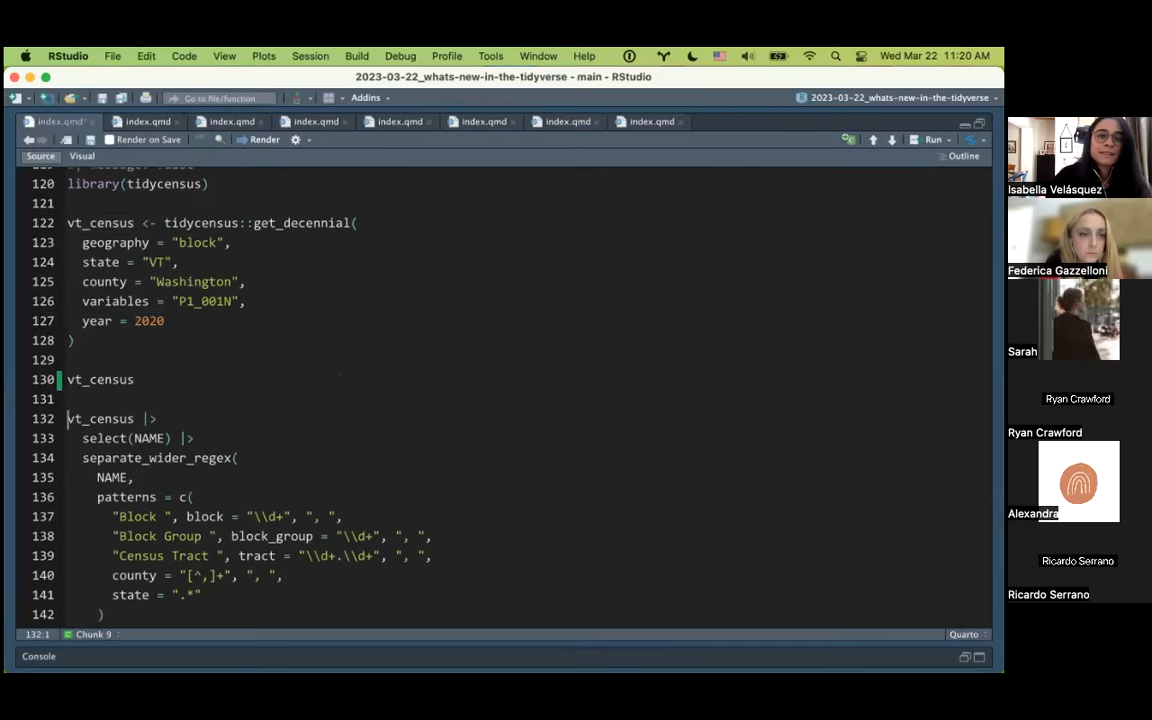 RStudio File Edit Code View Plots Session Build Debug Profile Tools Window Help Wed Mar 22 11:20 AM
2023-03-22_whats-new-in-the-tidyverse - main - RStudio
Go to file/function Addins 2023-03-22_whats-new-in-the-tidyverse
index.qmd* index.qmd index.qmd index.qmd index.qmd index.qmd index.qmd index.qmd
Render on Save Render Run
Source Visual Outline
120 library(tidycensus)
121
122 vt_census <- tidycensus::get_decennial(
123 geography = "block",
124 state = "VT",
125 county = "Washington",
126 variables = "P1_001N",
127 year = 2020
128 )
129
130 vt_census
131
132 vt_census |>
133 select(NAME) |>
134 separate_wider_regex(
135 NAME,
136 patterns = c(
137 "Block ", block = "\\d+", ", ",
138 "Block Group ", block_group = "\\d+", ", ",
139 "Census Tract ", tract = "\\d+.\\d+", ", ",
140 county = "[^,]+", ", ",
141 state = ".*"
142 )
132:1 Chunk 9 Quarto
Console
Isabella Velásquez
Federica Gazzelloni
Sarah
Ryan Crawford
Ryan Crawford
Alexandra
Ricardo Serrano
Ricardo Serrano